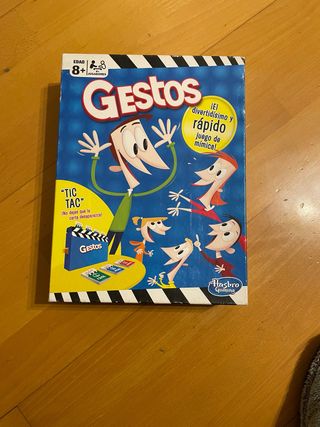 EDAD
8+
JUGADORES
GESTOS
¡El
divertidísimo y
rápido
juego de
mímica!
"TIC
TAC"
¡No dejes que la
carta desaparezca!
GESTOS
Hasbro
Gaming